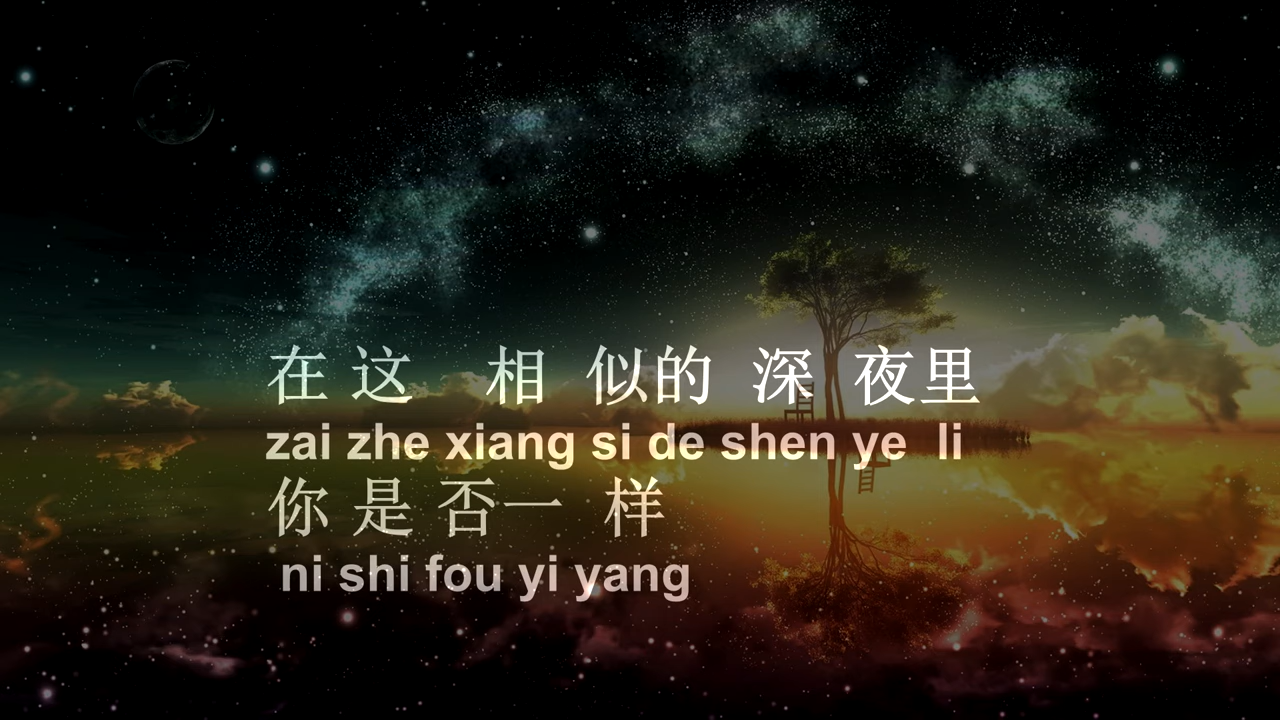 在 这 相 似的 深 夜里
zai zhe xiang si de shen ye li
你 是 否一 样
ni shi fou yi yang